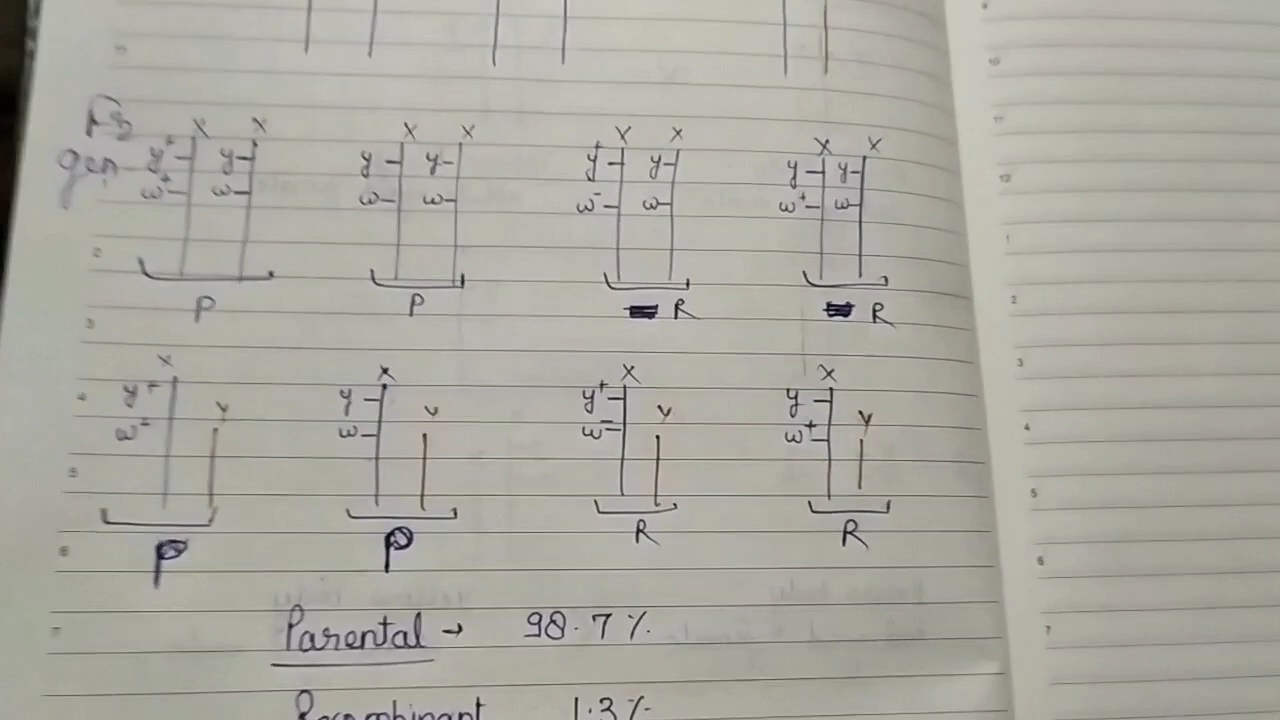 F2
X X X X X X X X
gen. y+ y y y y+ y y y
w+ w w w w- w w+ w
P P R R
X X X X
y+ Y y Y y+ Y y Y
w+ w w- w+
P P R R
Parental → 98.7%
Recombinant 1.3%